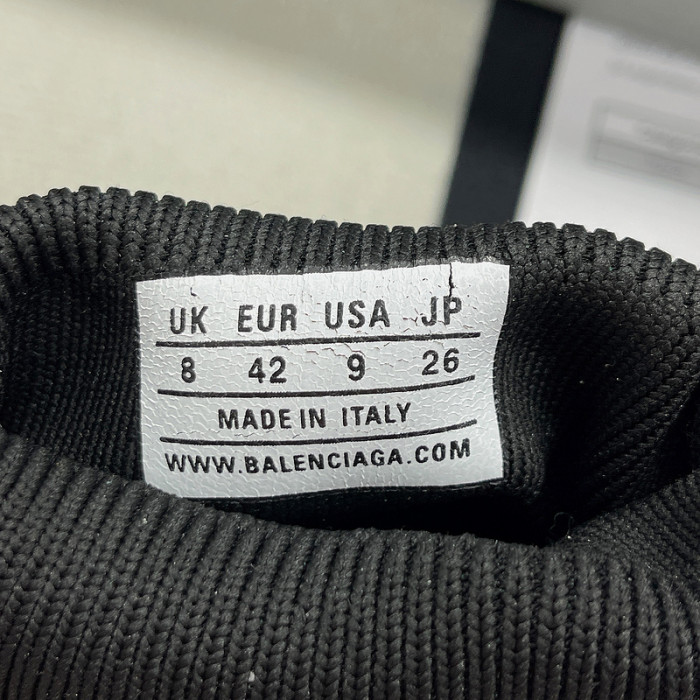 UK EUR USA JP
8 42 9 26
MADE IN ITALY
WWW.BALENCIAGA.COM